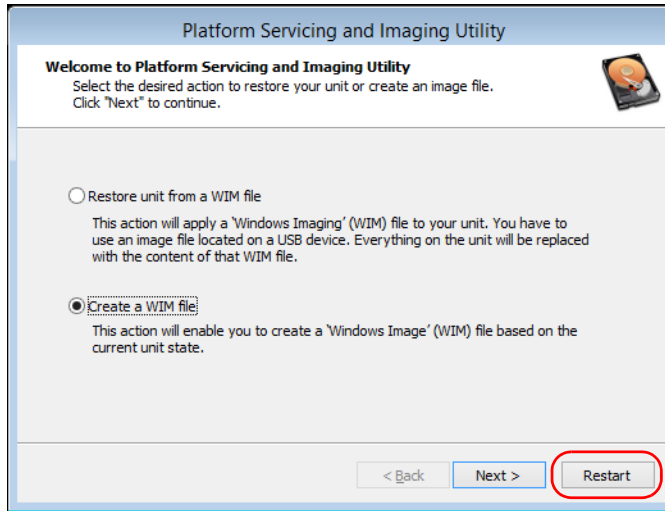 Platform Servicing and Imaging Utility
Welcome to Platform Servicing and Imaging Utility
Select the desired action to restore your unit or create an image file.
Click "Next" to continue.
Restore unit from a WIM file
This action will apply a 'Windows Imaging' (WIM) file to your unit. You have to
use an image file located on a USB device. Everything on the unit will be replaced
with the content of that WIM file.
Create a WIM file
This action will enable you to create a 'Windows Image' (WIM) file based on the
current unit state.
< Back Next > Restart